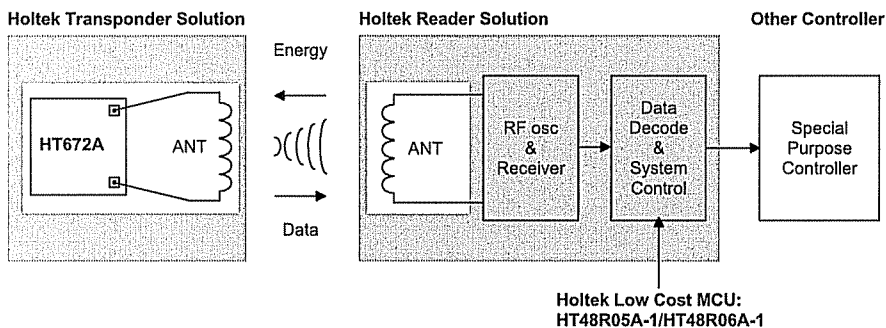 Holtek Transponder Solution
Holtek Reader Solution
Other Controller
HT672A
ANT
Energy
Data
ANT
RF osc
&
Receiver
Data
Decode
&
System
Control
Special
Purpose
Controller
Holtek Low Cost MCU:
HT48R05A-1/HT48R06A-1